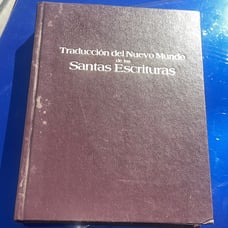 Traducción del Nuevo Mundo
de las
Santas Escrituras